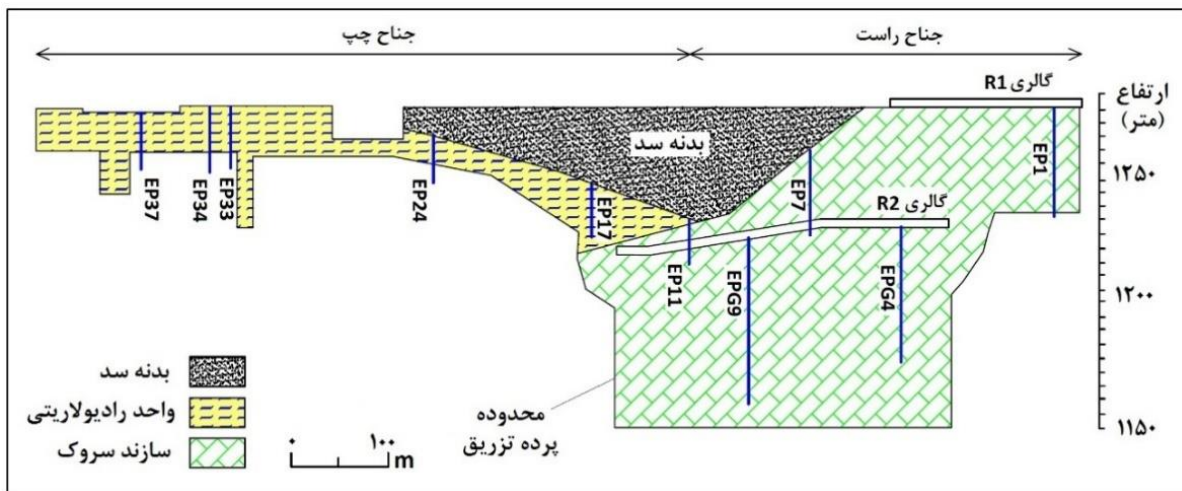 جناح چپ
جناح راست
گالری R1
ارتفاع
(متر)
بدنه سد
EP1
۱۲۵۰
EP37
EP34
EP33
EP24
EP17
EP7
گالری R2
EP11
EPG9
EPG4
۱۲۰۰
بدنه سد
واحد رادیولاریتی
سازند سروک
۰ ۱۰۰
m
محدوده
پرده تزریق
۱۱۵۰